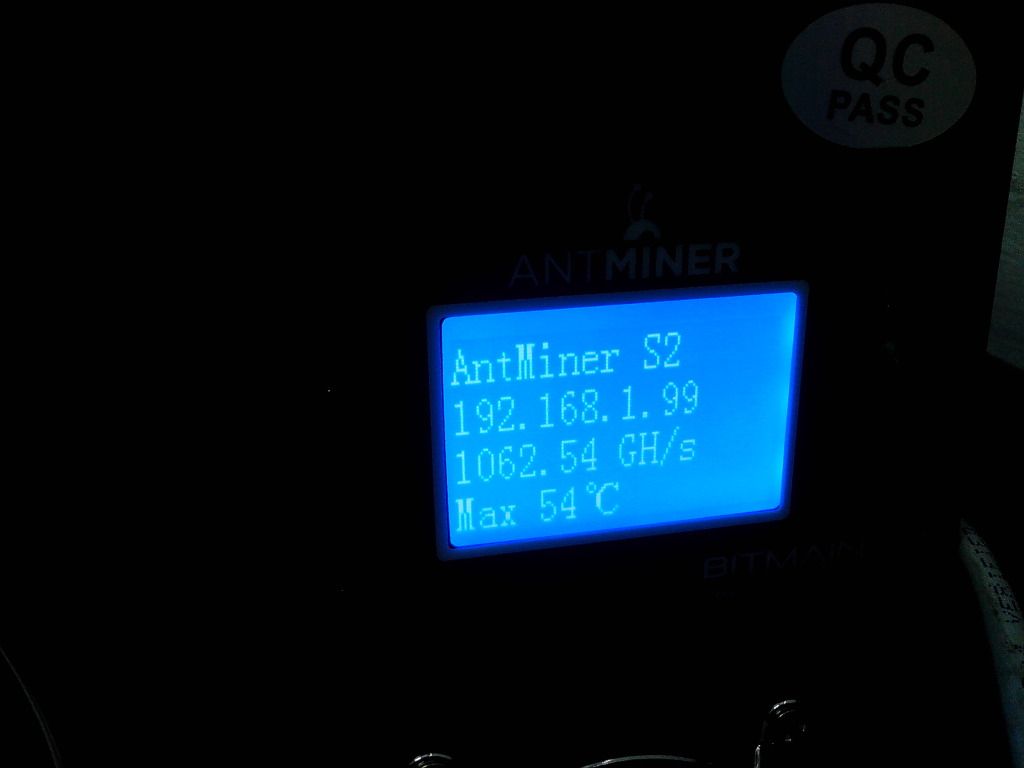 QC
PASS
ANTMINER
AntMiner S2
192.168.1.99
1062.54 GH/s
Max 54℃
BITMAIN